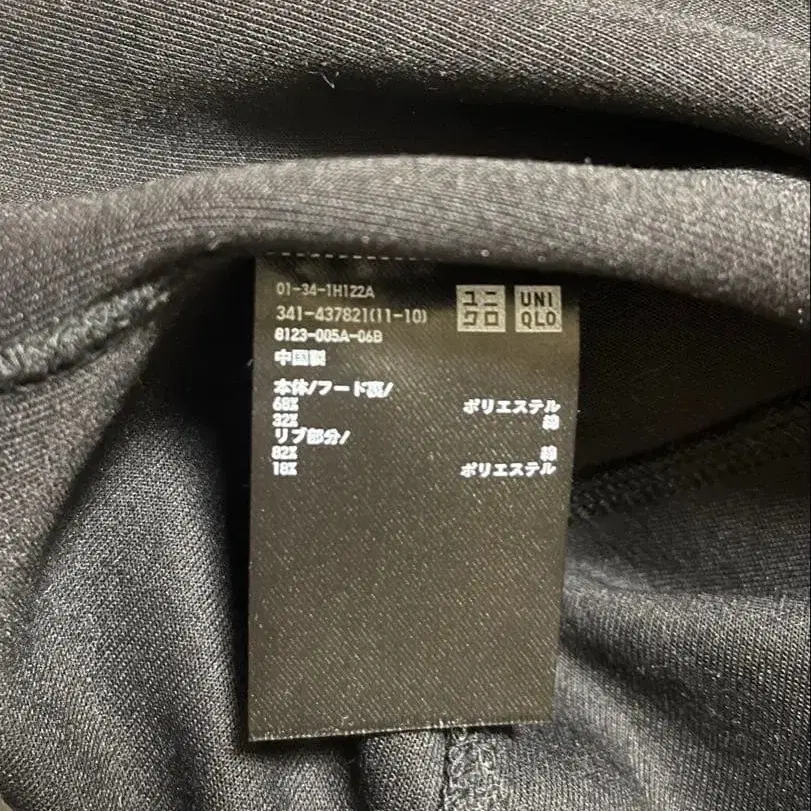 01-34-1H122A
341-437821(11-10)
8123-005A-06B
中国製
ユニ
クロ
UNI
QLO
本体/フード裏/
68% ポリエステル
32% 綿
リブ部分/
82% 綿
18% ポリエステル